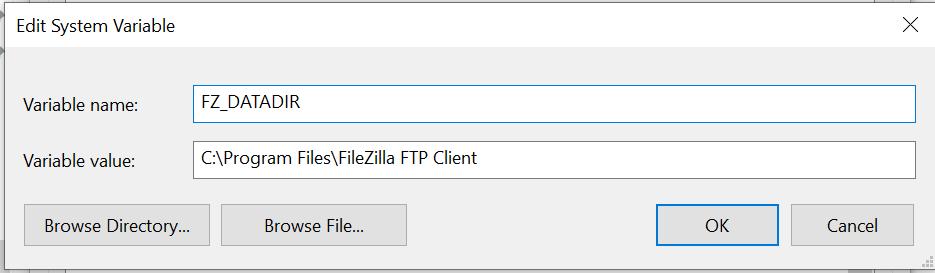 Edit System Variable
Variable name: FZ_DATADIR
Variable value: C:\Program Files\FileZilla FTP Client
Browse Directory... Browse File... OK Cancel